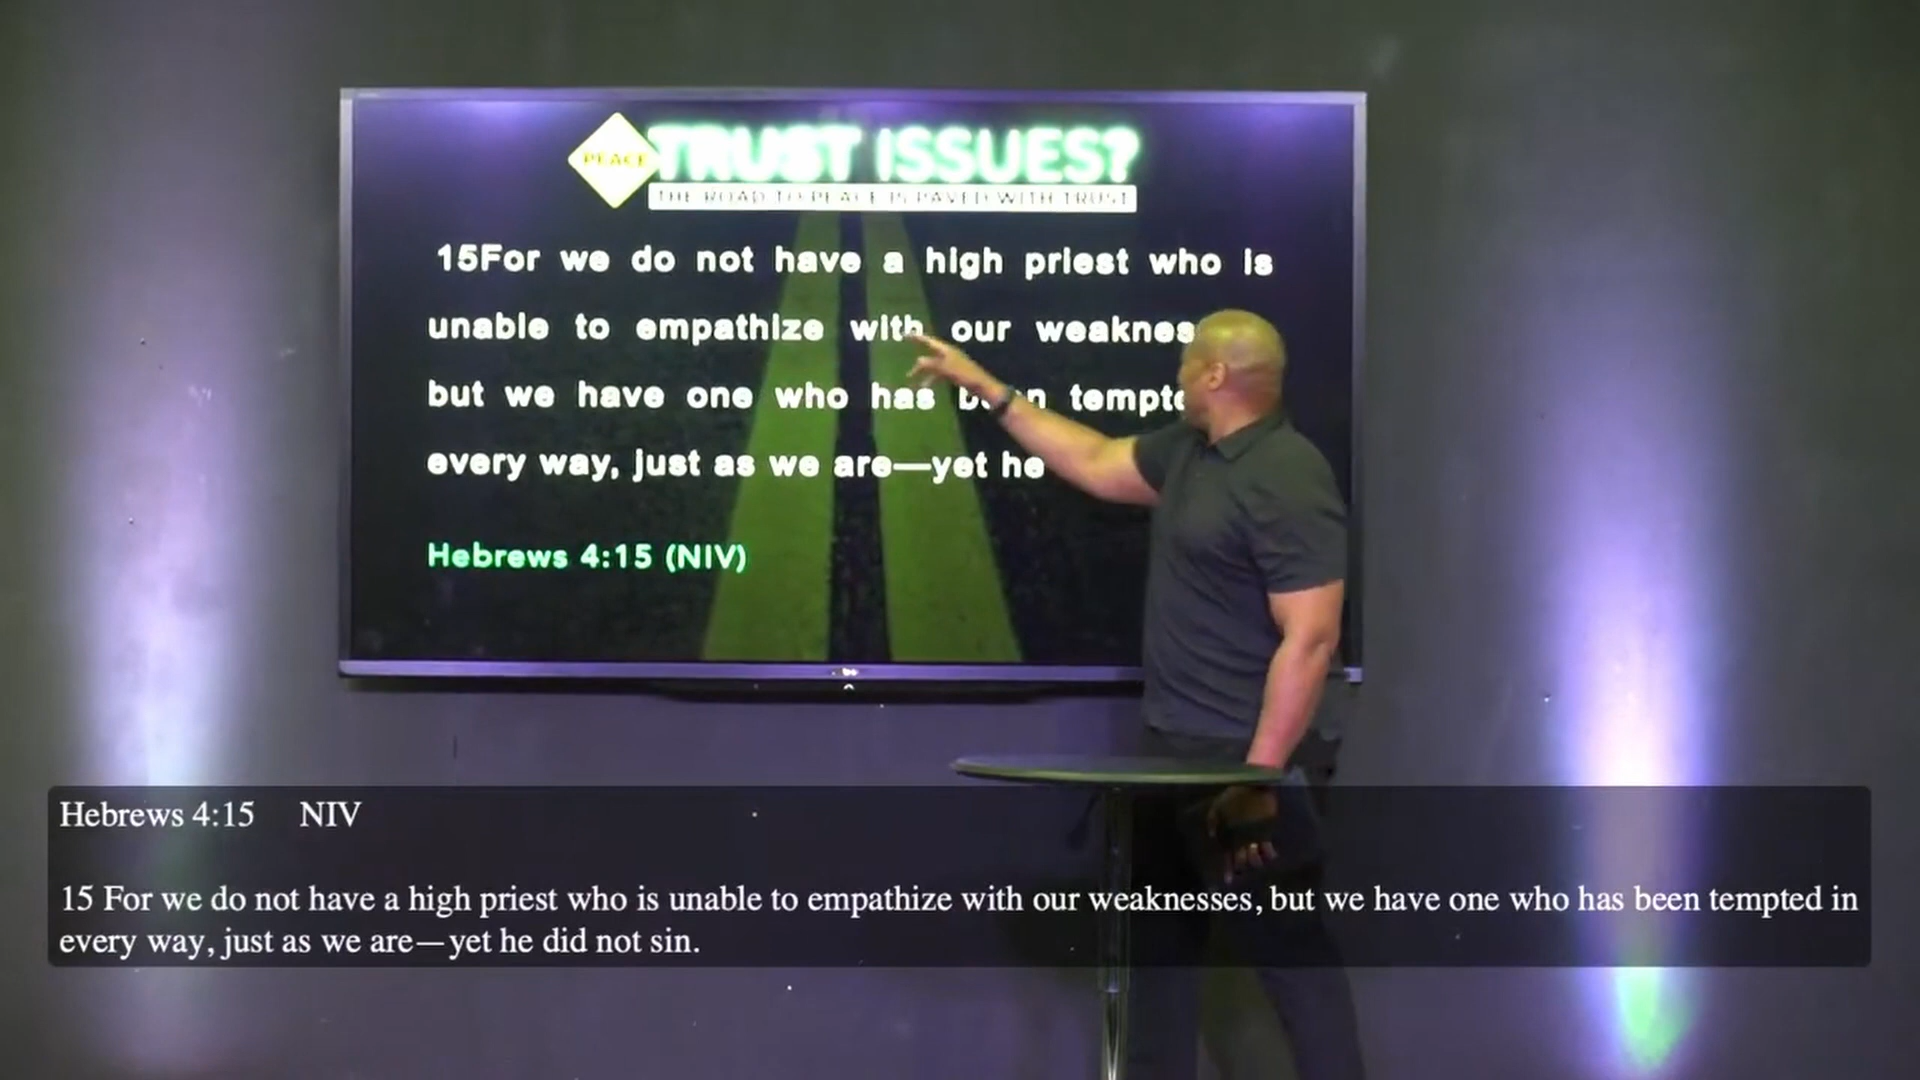 PEACE
TRUST ISSUES?
THE ROAD TO PEACE IS PAVED WITH TRUST
15For we do not have a high priest who is
unable to empathize with our weaknes
but we have one who has been tempte
every way, just as we are—yet he
Hebrews 4:15 (NIV)
Hebrews 4:15 NIV
15 For we do not have a high priest who is unable to empathize with our weaknesses, but we have one who has been tempted in
every way, just as we are—yet he did not sin.